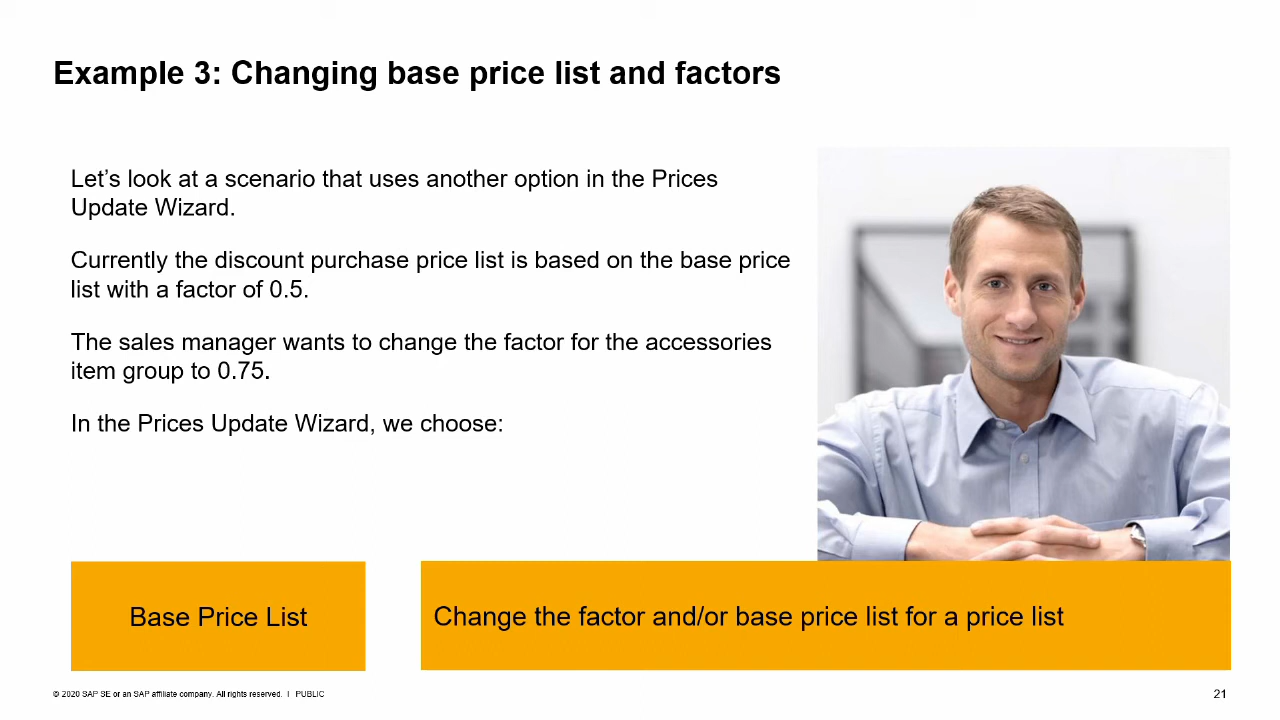 Example 3: Changing base price list and factors
Let’s look at a scenario that uses another option in the Prices
Update Wizard.
Currently the discount purchase price list is based on the base price
list with a factor of 0.5.
The sales manager wants to change the factor for the accessories
item group to 0.75.
In the Prices Update Wizard, we choose:
Base Price List
Change the factor and/or base price list for a price list
© 2020 SAP SE or an SAP affiliate company. All rights reserved. I PUBLIC
21